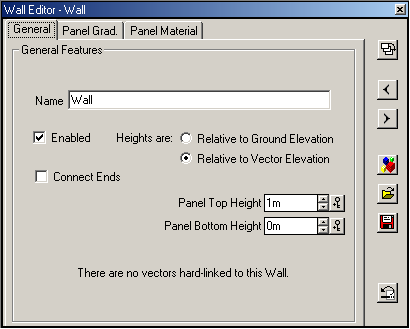 Wall Editor - Wall
General Panel Grad. Panel Material
General Features
Name Wall
Enabled Heights are: Relative to Ground Elevation
Relative to Vector Elevation
Connect Ends
Panel Top Height 1m
Panel Bottom Height 0m
There are no vectors hard-linked to this Wall.